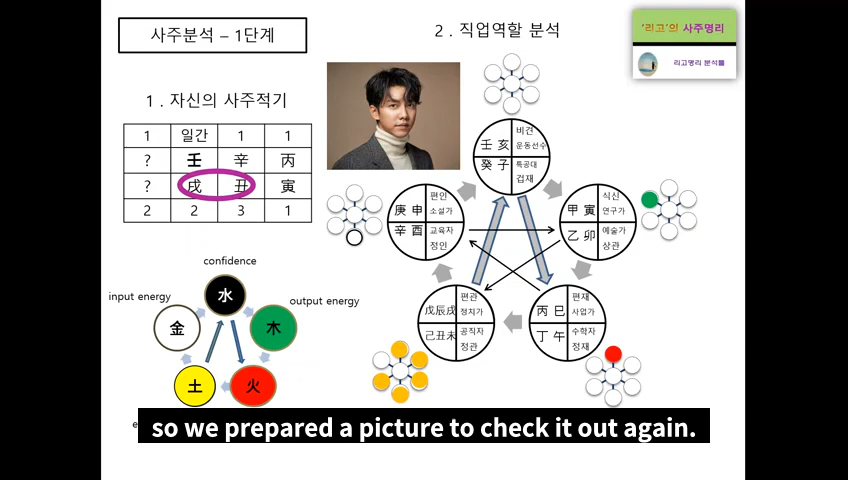 사주분석 – 1단계
2 . 직업역할 분석
'리고'의 사주명리
리고명리 분석툴
1 . 자신의 사주적기
1 일간 1 1
? 壬 辛 丙
? 戌 丑 寅
2 2 3 1
壬 亥 비견
운동선수
癸 子 특공대
겁재
庚 申 편인
소설가
辛 酉 교육자
정인
甲 寅 식신
연구가
乙 卯 예술가
상관
戊辰戌 편관
정치가
己丑未 공직자
정관
丙 巳 편재
사업가
丁 午 수학자
정재
confidence
input energy
output energy
水
金
木
土
火
so we prepared a picture to check it out again.